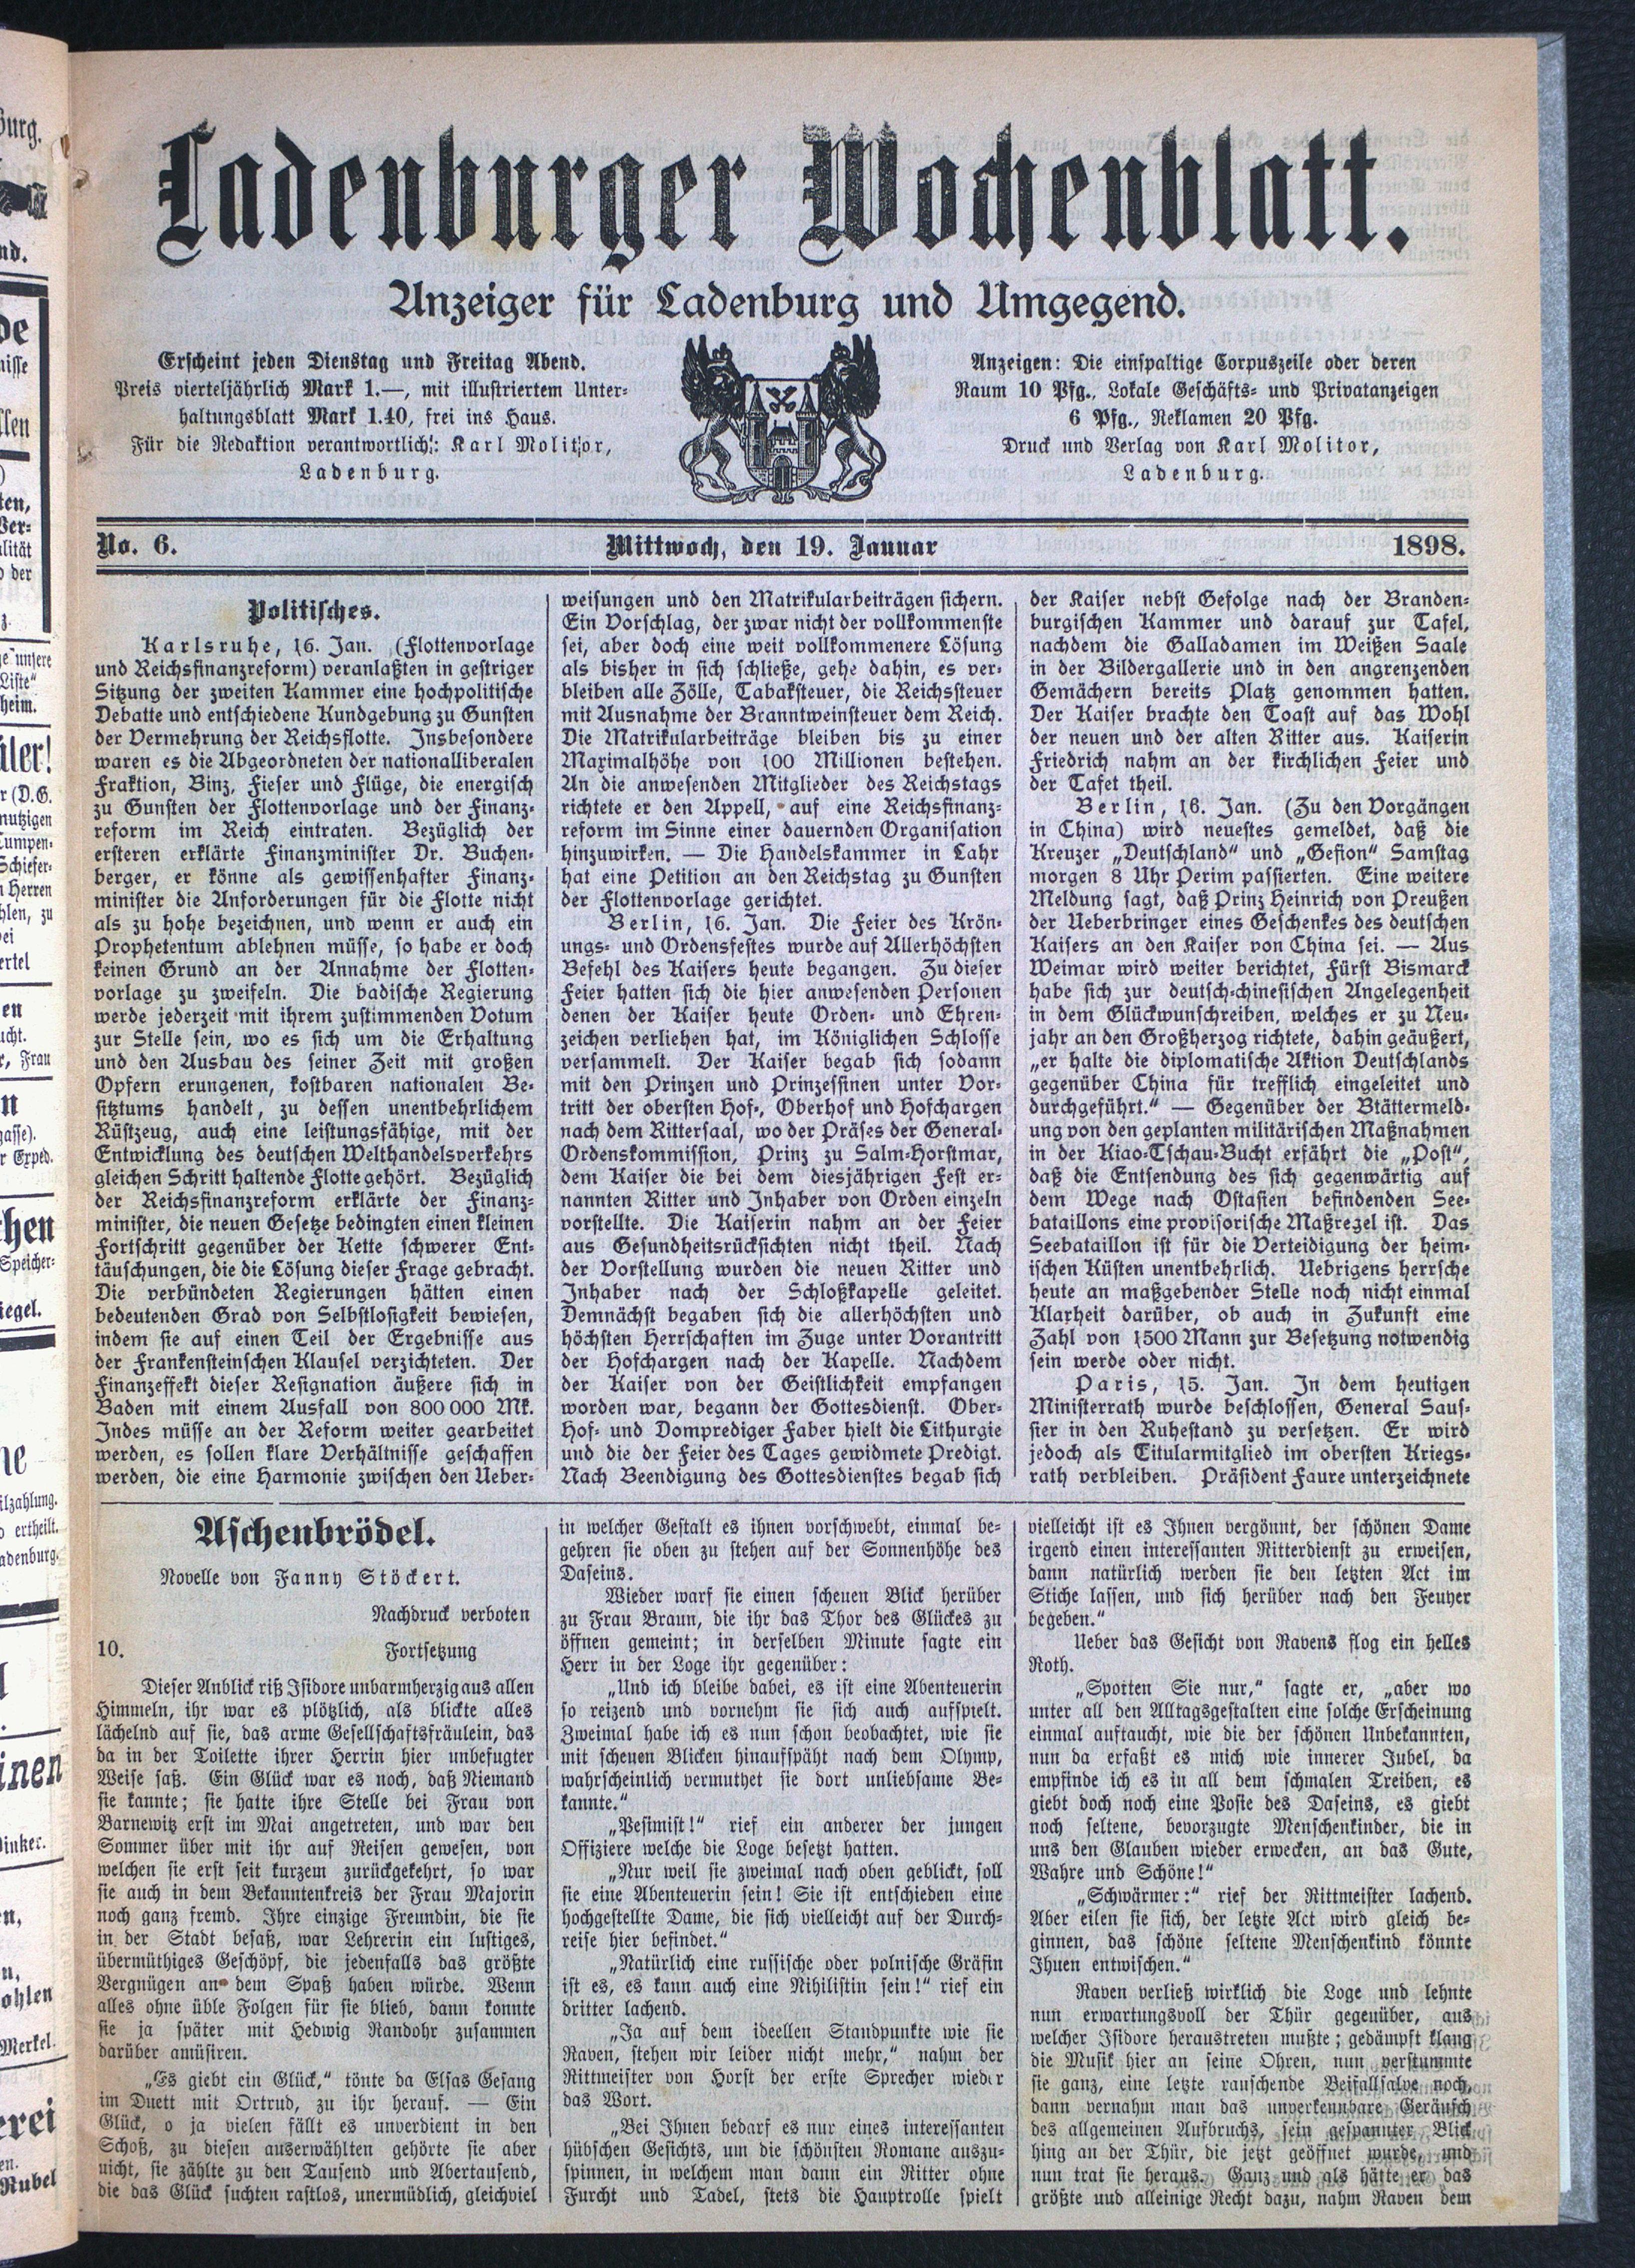 Ladenburger Wochenblatt.
Anzeiger für Ladenburg und Umgegend.
Erscheint jeden Dienstag und Freitag Abend.
Preis vierteljährlich Mark 1.—, mit illustriertem Unter-
haltungsblatt Mark 1.40, frei ins Haus.
Für die Redaktion verantwortlich: Karl Molitor,
Ladenburg.
Anzeigen: Die einspaltige Corpuszeile oder deren
Raum 10 Pfg., Lokale Geschäfts- und Privatanzeigen
6 Pfg., Reklamen 20 Pfg.
Druck und Verlag von Karl Molitor,
Ladenburg.
No. 6. Mittwoch, den 19. Januar 1898.
Politisches.
Karlsruhe, 16. Jan. (Flottenvorlage
und Reichsfinanzreform) veranlaßten in gestriger
Sitzung der zweiten Kammer eine hochpolitische
Debatte und entschiedene Kundgebung zu Gunsten
der Vermehrung der Reichsflotte. Insbesondere
waren es die Abgeordneten der nationalliberalen
Fraktion, Binz, Fieser und Flüge, die energisch
zu Gunsten der Flottenvorlage und der Finanz-
reform im Reich eintraten. Bezüglich der
ersteren erklärte Finanzminister Dr. Buchen-
berger, er könne als gewissenhafter Finanz-
minister die Anforderungen für die Flotte nicht
als zu hohe bezeichnen, und wenn er auch ein
Prophetentum ablehnen müsse, so habe er doch
keinen Grund an der Annahme der Flotten-
vorlage zu zweifeln. Die badische Regierung
werde jederzeit mit ihrem zustimmenden Votum
zur Stelle sein, wo es sich um die Erhaltung
und den Ausbau des seiner Zeit mit großen
Opfern erungenen, kostbaren nationalen Be-
sitztums handelt, zu dessen unentbehrlichem
Rüstzeug, auch eine leistungsfähige, mit der
Entwicklung des deutschen Welthandelsverkehrs
gleichen Schritt haltende Flotte gehört. Bezüglich
der Reichsfinanzreform erklärte der Finanz-
minister, die neuen Gesetze bedingten einen kleinen
Fortschritt gegenüber der Kette schwerer Ent-
täuschungen, die die Lösung dieser Frage gebracht.
Die verbündeten Regierungen hätten einen
bedeutenden Grad von Selbstlosigkeit bewiesen,
indem sie auf einen Teil der Ergebnisse aus
der Frankensteinschen Klausel verzichteten. Der
Finanzeffekt dieser Resignation äußere sich in
Baden mit einem Ausfall von 800 000 Mk.
Indes müsse an der Reform weiter gearbeitet
werden, es sollen klare Verhältnisse geschaffen
werden, die eine Harmonie zwischen den Ueber-
weisungen und den Matrikularbeiträgen sichern.
Ein Vorschlag, der zwar nicht der vollkommenste
sei, aber doch eine weit vollkommenere Lösung
als bisher in sich schließe, gehe dahin, es ver-
bleiben alle Zölle, Tabaksteuer, die Reichssteuer
mit Ausnahme der Branntweinsteuer dem Reich.
Die Matrikularbeiträge bleiben bis zu einer
Maximalhöhe von 100 Millionen bestehen.
An die anwesenden Mitglieder des Reichstags
richtete er den Appell, auf eine Reichsfinanz-
reform im Sinne einer dauernden Organisation
hinzuwirken. — Die Handelskammer in Lahr
hat eine Petition an den Reichstag zu Gunsten
der Flottenvorlage gerichtet.
Berlin, 16. Jan. Die Feier des Krön-
ungs- und Ordensfestes wurde auf Allerhöchsten
Befehl des Kaisers heute begangen. Zu dieser
Feier hatten sich die hier anwesenden Personen
denen der Kaiser heute Orden- und Ehren-
zeichen verliehen hat, im Königlichen Schlosse
versammelt. Der Kaiser begab sich sodann
mit den Prinzen und Prinzessinen unter Vor-
tritt der obersten Hof-, Oberhof und Hofchargen
nach dem Rittersaal, wo der Präses der General-
Ordenskommission, Prinz zu Salm-Horstmar,
dem Kaiser die bei dem diesjährigen Fest er-
nannten Ritter und Inhaber von Orden einzeln
vorstellte. Die Kaiserin nahm an der Feier
aus Gesundheitsrücksichten nicht theil. Nach
der Vorstellung wurden die neuen Ritter und
Inhaber nach der Schloßkapelle geleitet.
Demnächst begaben sich die allerhöchsten und
höchsten Herrschaften im Zuge unter Vorantritt
der Hofchargen nach der Kapelle. Nachdem
der Kaiser von der Geistlichkeit empfangen
worden war, begann der Gottesdienst. Ober-
Hof- und Domprediger Faber hielt die Lithurgie
und die der Feier des Tages gewidmete Predigt.
Nach Beendigung des Gottesdienstes begab sich
der Kaiser nebst Gefolge nach der Branden-
burgischen Kammer und darauf zur Tafel,
nachdem die Galladamen im Weißen Saale
in der Bildergallerie und in den angrenzenden
Gemächern bereits Platz genommen hatten.
Der Kaiser brachte den Toast auf das Wohl
der neuen und der alten Ritter aus. Kaiserin
Friedrich nahm an der kirchlichen Feier und
der Tafet theil.
Berlin, 16. Jan. (Zu den Vorgängen
in China) wird neuestes gemeldet, daß die
Kreuzer „Deutschland“ und „Gefion“ Samstag
morgen 8 Uhr Perim passierten. Eine weitere
Meldung sagt, daß Prinz Heinrich von Preußen
der Ueberbringer eines Geschenkes des deutschen
Kaisers an den Kaiser von China sei. — Aus
Weimar wird weiter berichtet, Fürst Bismarck
habe sich zur deutsch-chinesischen Angelegenheit
in dem Glückwunschreiben, welches er zu Neu-
jahr an den Großherzog richtete, dahin geäußert,
„er halte die diplomatische Aktion Deutschlands
gegenüber China für trefflich eingeleitet und
durchgeführt.“ — Gegenüber der Btättermeld-
ung von den geplanten militärischen Maßnahmen
in der Kiao-Tschau-Bucht erfährt die „Post“,
daß die Entsendung des sich gegenwärtig auf
dem Wege nach Ostasien befindenden See-
bataillons eine provisorische Maßregel ist. Das
Seebataillon ist für die Verteidigung der heim-
ischen Küsten unentbehrlich. Uebrigens herrsche
heute an maßgebender Stelle noch nicht einmal
Klarheit darüber, ob auch in Zukunft eine
Zahl von 1500 Mann zur Besetzung notwendig
sein werde oder nicht.
Paris, 15. Jan. In dem heutigen
Ministerrath wurde beschlossen, General Saus-
sier in den Ruhestand zu versetzen. Er wird
jedoch als Titularmitglied im obersten Kriegs-
rath verbleiben. Präsident Faure unterzeichnete
Aschenbrödel.
Novelle von Fanny Stöckert.
Nachdruck verboten
10. Fortsetzung
Dieser Anblick riß Isidore unbarmherzig aus allen
Himmeln, ihr war es plötzlich, als blickte alles
lächelnd auf sie, das arme Gesellschaftsfräulein, das
da in der Toilette ihrer Herrin hier unbefugter
Weise saß. Ein Glück war es noch, daß Niemand
sie kannte; sie hatte ihre Stelle bei Frau von
Barnewitz erst im Mai angetreten, und war den
Sommer über mit ihr auf Reisen gewesen, von
welchen sie erst seit kurzem zurückgekehrt, so war
sie auch in dem Bekanntenkreis der Frau Majorin
noch ganz fremd. Ihre einzige Freundin, die sie
in der Stadt besaß, war Lehrerin ein lustiges,
übermüthiges Geschöpf, die jedenfalls das größte
Vergnügen an dem Spaß haben würde. Wenn
alles ohne üble Folgen für sie blieb, dann konnte
sie ja später mit Hedwig Randohr zusammen
darüber amüsiren.
„Es giebt ein Glück,“ tönte da Elsas Gesang
im Duett mit Ortrud, zu ihr herauf. — Ein
Glück, o ja vielen fällt es unverdient in den
Schoß, zu diesen auserwählten gehörte sie aber
nicht, sie zählte zu den Tausend und Abertausend,
die das Glück suchten rastlos, unermüdlich, gleichviel
in welcher Gestalt es ihnen vorschwebt, einmal be-
gehren sie oben zu stehen auf der Sonnenhöhe des
Daseins.
Wieder warf sie einen scheuen Blick herüber
zu Frau Braun, die ihr das Thor des Glückes zu
öffnen gemeint; in derselben Minute sagte ein
Herr in der Loge ihr gegenüber:
„Und ich bleibe dabei, es ist eine Abenteuerin
so reizend und vornehm sie sich auch aufspielt.
Zweimal habe ich es nun schon beobachtet, wie sie
mit scheuen Blicken hinaufspäht nach dem Olymp,
wahrscheinlich vermuthet sie dort unliebsame Be-
kannte.“
„Pesimist!“ rief ein anderer der jungen
Offiziere welche die Loge besetzt hatten.
„Nur weil sie zweimal nach oben geblickt, soll
sie eine Abenteuerin sein! Sie ist entschieden eine
hochgestellte Dame, die sich vielleicht auf der Durch-
reise hier befindet.“
„Natürlich eine russische oder polnische Gräfin
ist es, es kann auch eine Nihilistin sein!“ rief ein
dritter lachend.
„Ja auf dem ideellen Standpunkte wie sie
Raven, stehen wir leider nicht mehr,“ nahm der
Rittmeister von Horst der erste Sprecher wieder
das Wort.
„Bei Ihnen bedarf es nur eines interessanten
hübschen Gesichts, um die schönsten Romane auszu-
spinnen, in welchem man dann ein Ritter ohne
Furcht und Tadel, stets die Hauptrolle spielt
vielleicht ist es Ihnen vergönnt, der schönen Dame
irgend einen interessanten Ritterdienst zu erweisen,
dann natürlich werden sie den letzten Act im
Stiche lassen, und sich herüber nach den Feuyer
begeben.“
Ueber das Gesicht von Ravens flog ein helles
Roth.
„Spotten Sie nur,“ sagte er, „aber wo
unter all den Alltagsgestalten eine solche Erscheinung
einmal auftaucht, wie die der schönen Unbekannten,
nun da erfaßt es mich wie innerer Jubel, da
empfinde ich es in all dem schmalen Treiben, es
giebt doch noch eine Posie des Daseins, es giebt
noch seltene, bevorzugte Menschenkinder, die in
uns den Glauben wieder erwecken, an das Gute,
Wahre und Schöne!“
„Schwärmer:“ rief der Rittmeister lachend.
Aber eilen sie sich, der letzte Act wird gleich be-
ginnen, das schöne seltene Menschenkind könnte
Ihnen entwischen.“
Raven verließ wirklich die Loge und lehnte
nun erwartungsvoll der Thür gegenüber, aus
welcher Isidore heraustreten mußte; gedämpft klang
die Musik hier an seine Ohren, nun verstummte
sie ganz, eine letzte rauschende Beifallsalve noch,
dann vernahm man das unverkennbare Geräusch
des allgemeinen Aufbruchs, sein gespannter Blick
hing an der Thür, die jetzt geöffnet wurde, und
nun trat sie heraus. Ganz und als hätte er das
größte und alleinige Recht dazu, nahm Raven dem